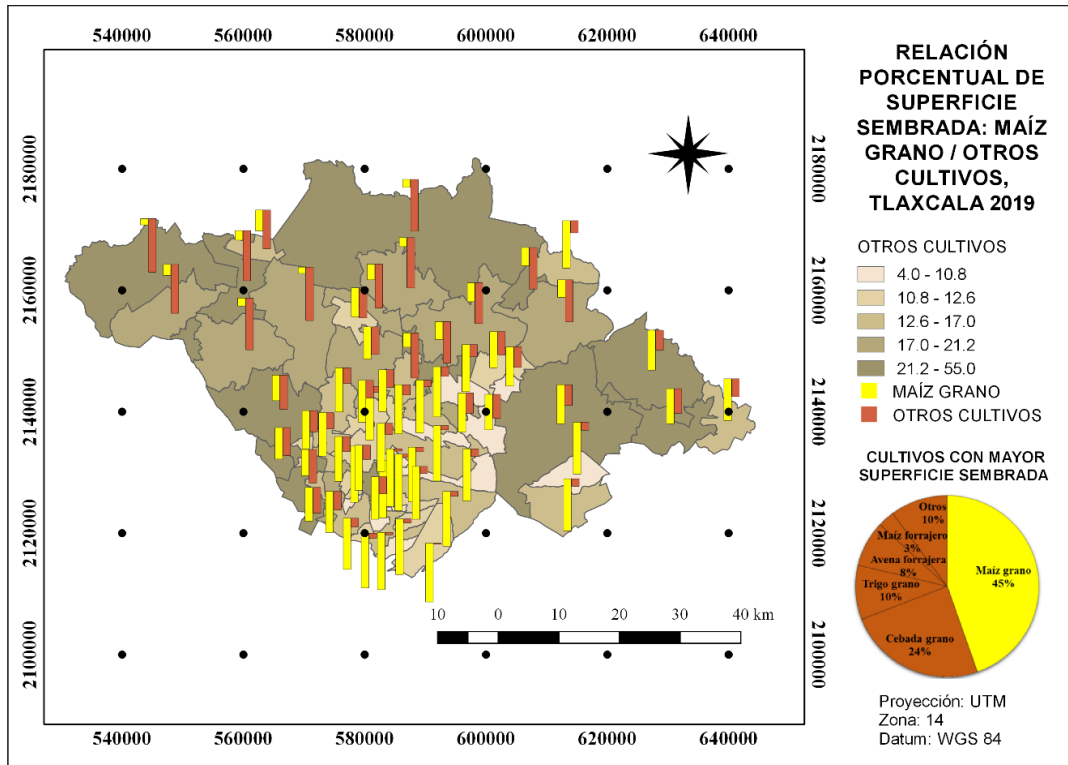 540000 560000 580000 600000 620000 640000
2180000
2160000
2140000
2120000
2100000
2180000
2160000
2140000
2120000
2100000
10 0 10 20 30 40 km
540000 560000 580000 600000 620000 640000
RELACIÓN
PORCENTUAL DE
SUPERFICIE
SEMBRADA: MAÍZ
GRANO / OTROS
CULTIVOS,
TLAXCALA 2019
OTROS CULTIVOS
4.0 - 10.8
10.8 - 12.6
12.6 - 17.0
17.0 - 21.2
21.2 - 55.0
MAÍZ GRANO
OTROS CULTIVOS
CULTIVOS CON MAYOR
SUPERFICIE SEMBRADA
Otros
10%
Maíz forrajero
3%
Avena forrajera
8%
Trigo grano
10%
Cebada grano
24%
Maíz grano
45%
Proyección: UTM
Zona: 14
Datum: WGS 84